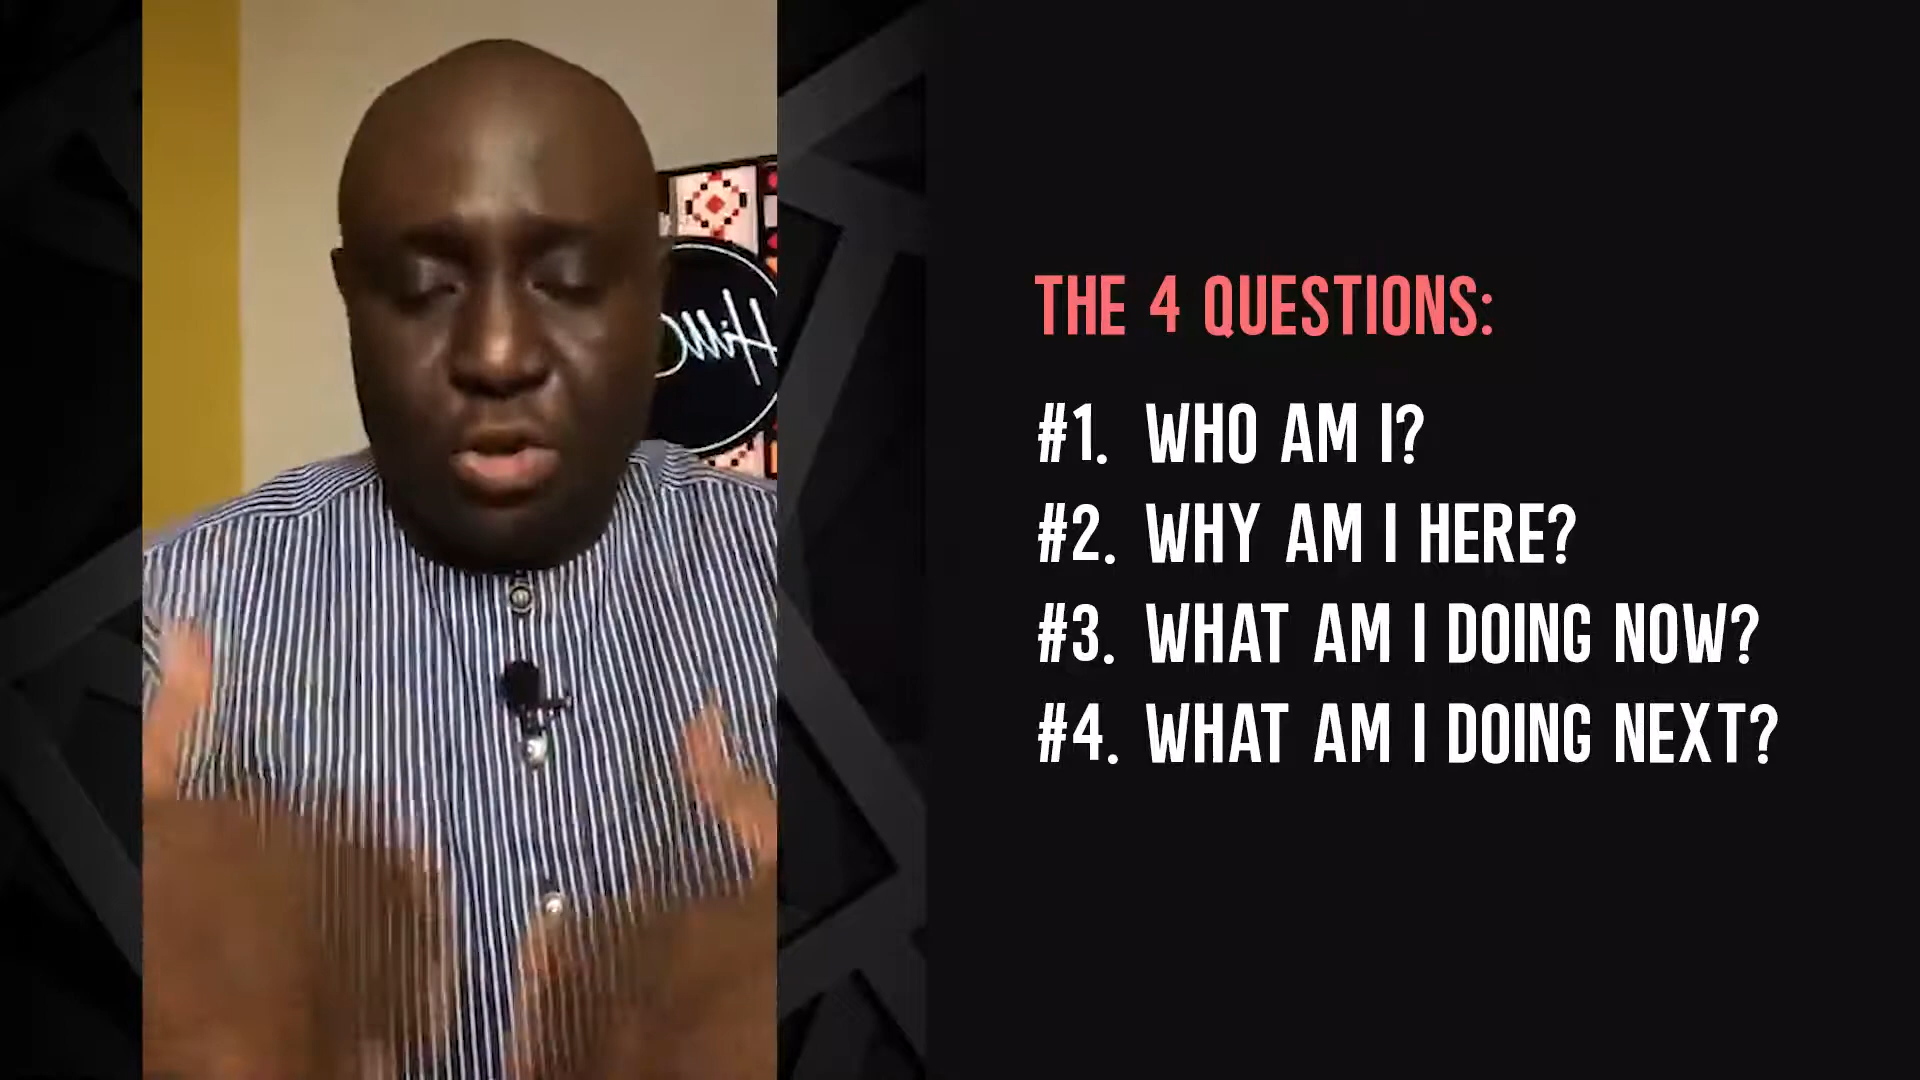 THE 4 QUESTIONS:
#1. WHO AM I?
#2. WHY AM I HERE?
#3. WHAT AM I DOING NOW?
#4. WHAT AM I DOING NEXT?